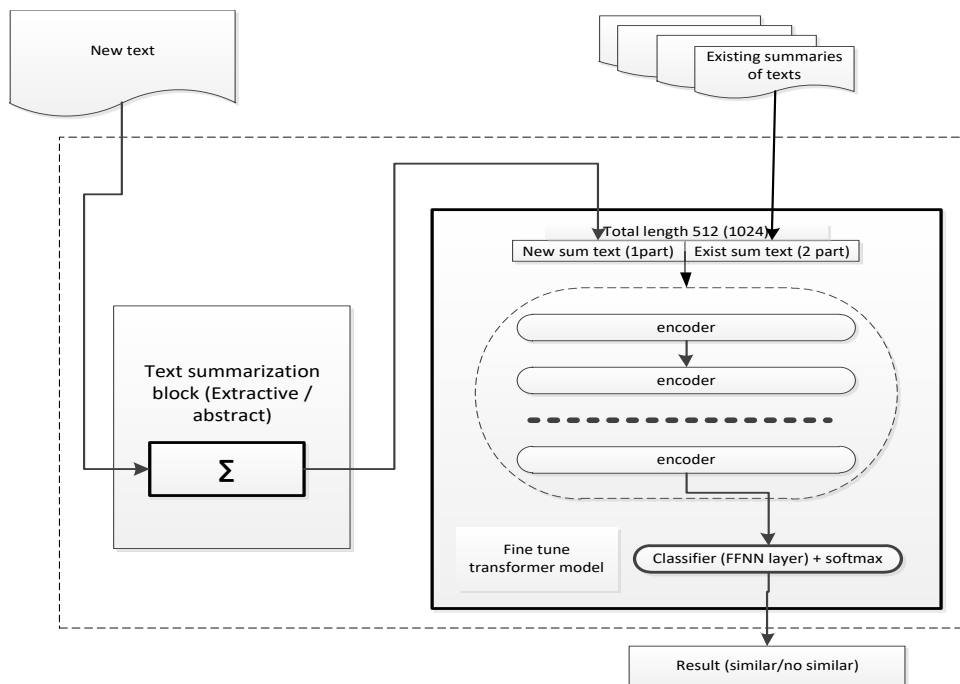 New text
Existing summaries
of texts
Total length 512 (1024)
New sum text (1part)
Exist sum text (2 part)
encoder
encoder
encoder
Text summarization
block (Extractive /
abstract)
Σ
Fine tune
transformer model
Classifier (FFNN layer) + softmax
Result (similar/no similar)